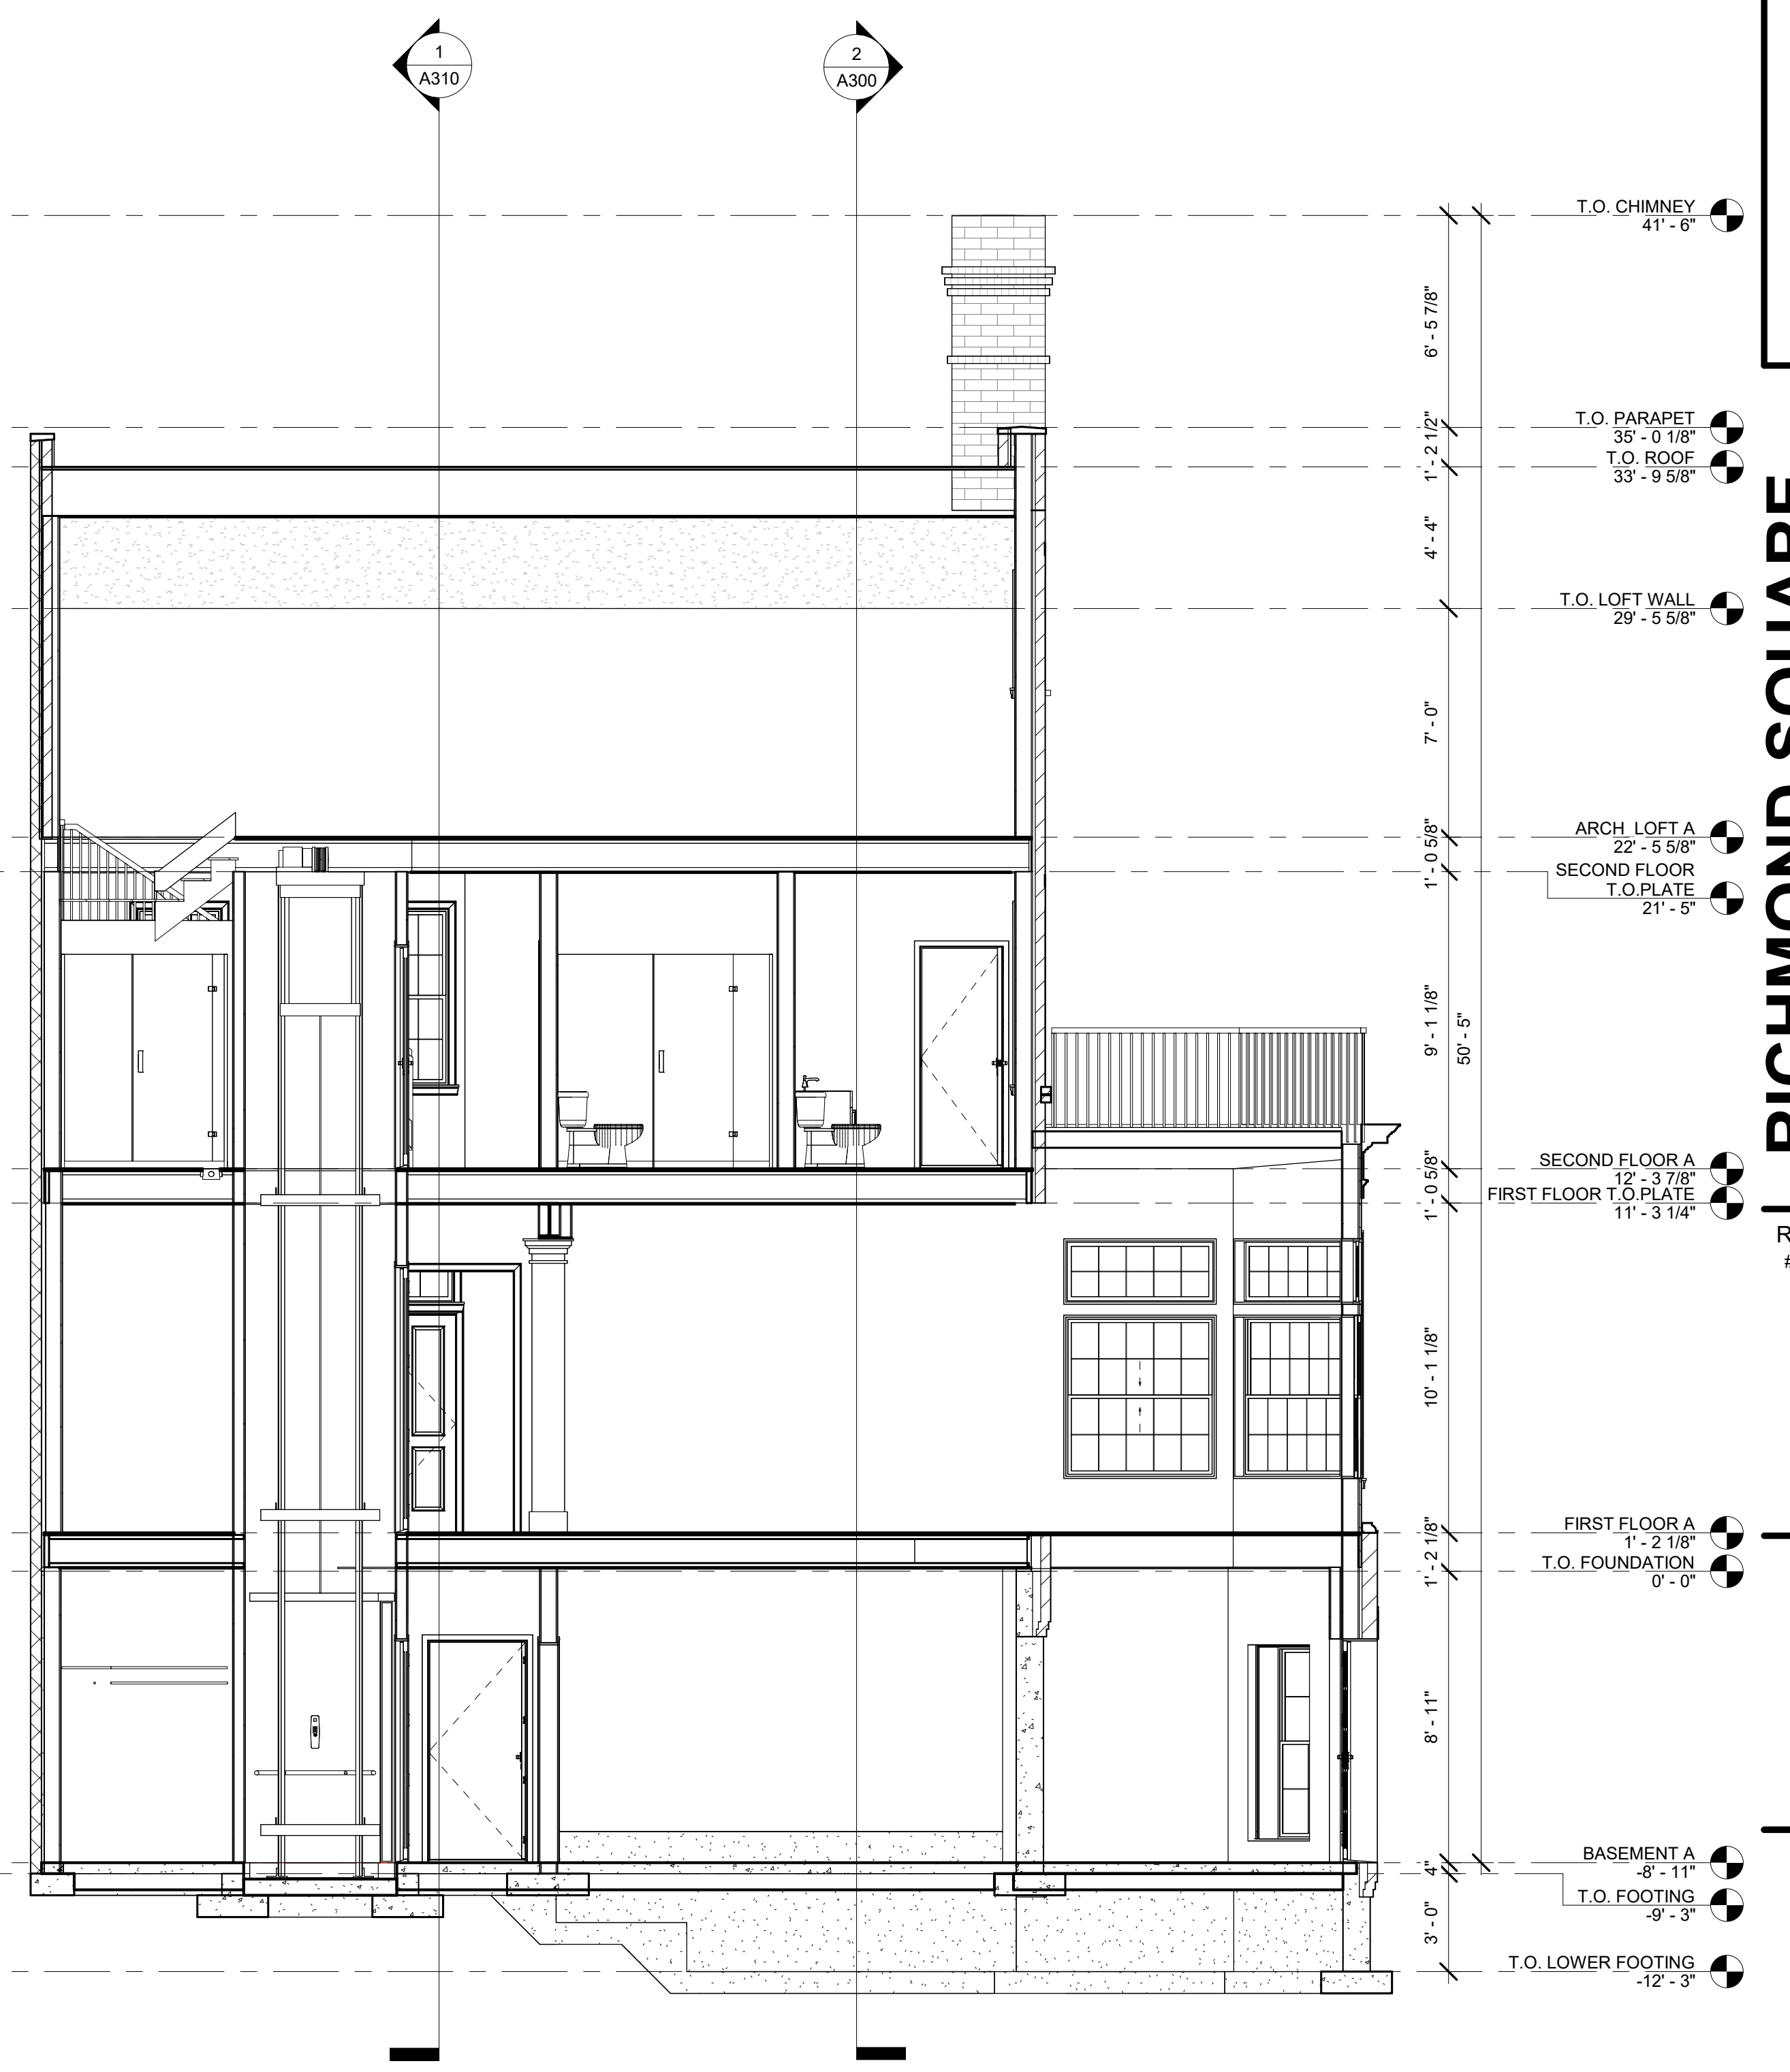 1
A310
2
A300
T.O. CHIMNEY
41' - 6"
6' - 5 7/8"
T.O. PARAPET
35' - 0 1/8"
1' - 2 1/2"
T.O. ROOF
33' - 9 5/8"
4' - 4"
T.O. LOFT WALL
29' - 5 5/8"
7' - 0"
ARCH LOFT A
22' - 5 5/8"
1' - 0 5/8"
SECOND FLOOR
T.O.PLATE
21' - 5"
9' - 1 1/8"
50' - 5"
SECOND FLOOR A
12' - 3 7/8"
1' - 0 5/8"
FIRST FLOOR T.O.PLATE
11' - 3 1/4"
10' - 1 1/8"
FIRST FLOOR A
1' - 2 1/8"
1' - 2 1/8"
T.O. FOUNDATION
0' - 0"
8' - 11"
BASEMENT A
-8' - 11"
4"
T.O. FOOTING
-9' - 3"
3' - 0"
T.O. LOWER FOOTING
-12' - 3"
RICHMOND SQUARE
R
#